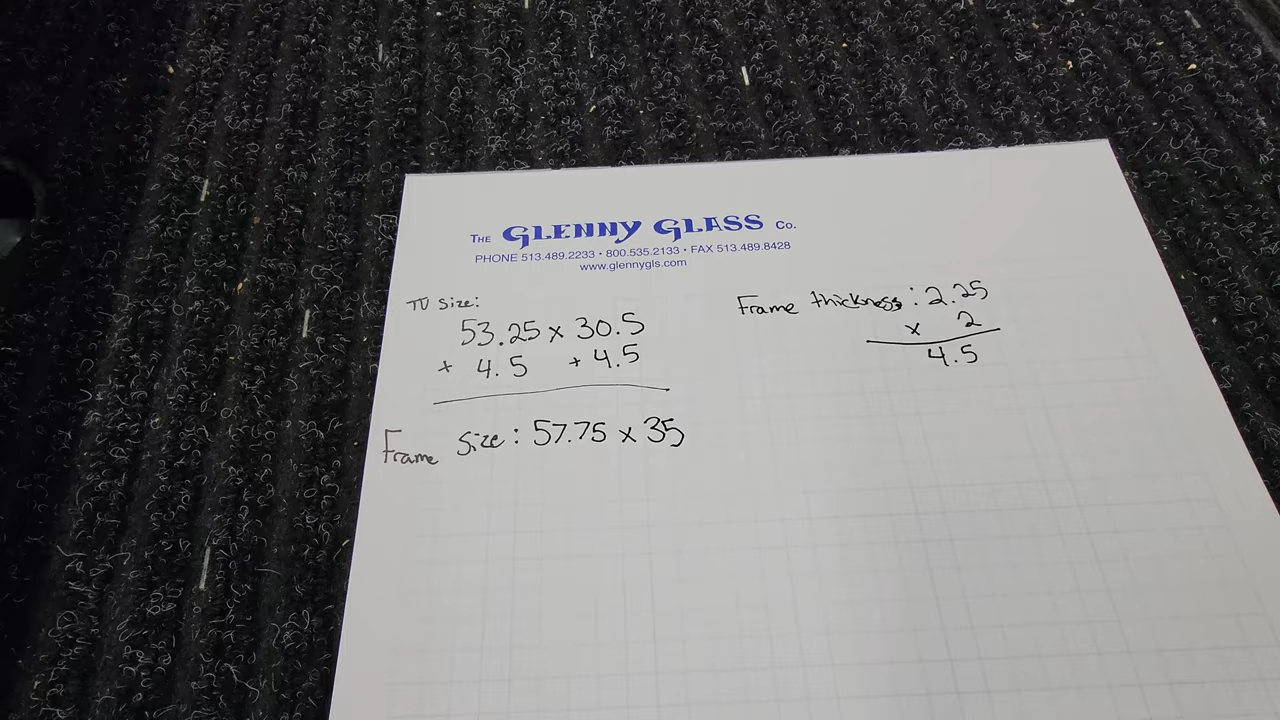 THE GLENNY GLASS Co.
PHONE 513.489.2233 • 800.535.2133 • FAX 513.489.8428
www.glennygls.com
TV Size:
53.25 x 30.5
+ 4.5 + 4.5
Frame Size: 57.75 x 35
Frame thickness: 2.25
x 2
4.5